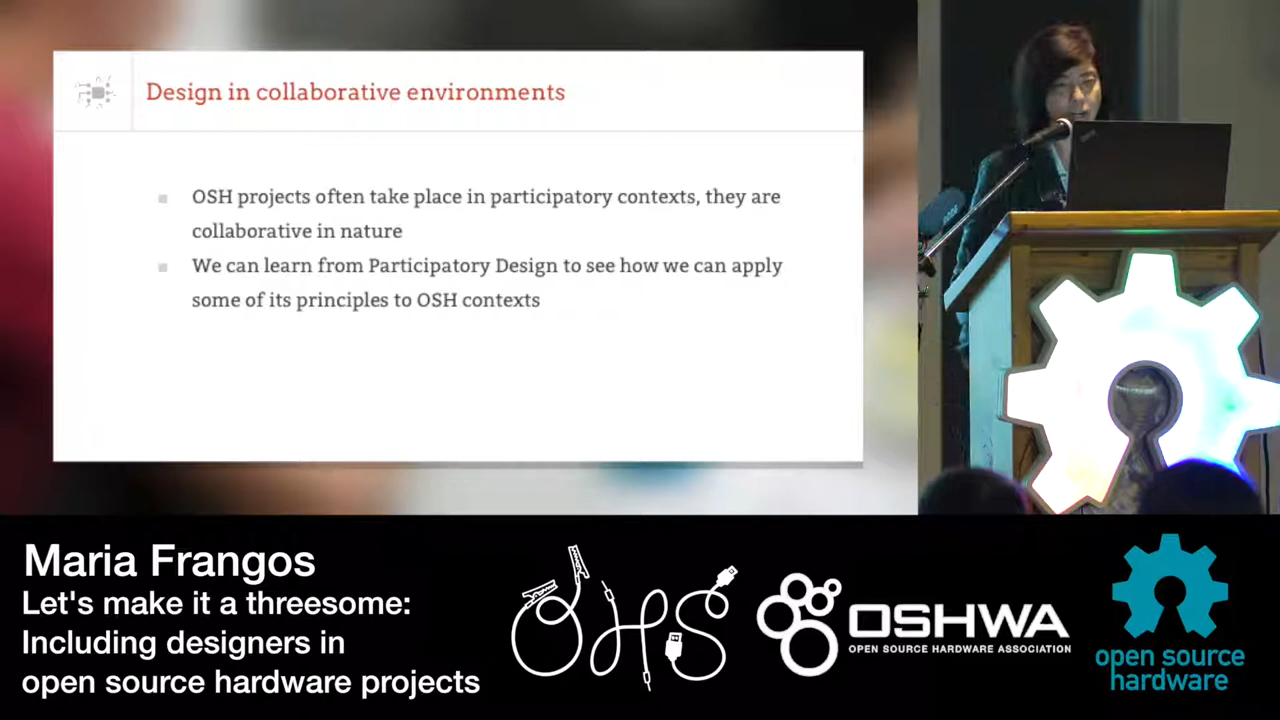 Design in collaborative environments
OSH projects often take place in participatory contexts, they are
collaborative in nature
We can learn from Participatory Design to see how we can apply
some of its principles to OSH contexts
Maria Frangos
Let's make it a threesome:
Including designers in
open source hardware projects
OHS
OSHWA
OPEN SOURCE HARDWARE ASSOCIATION
open source
hardware